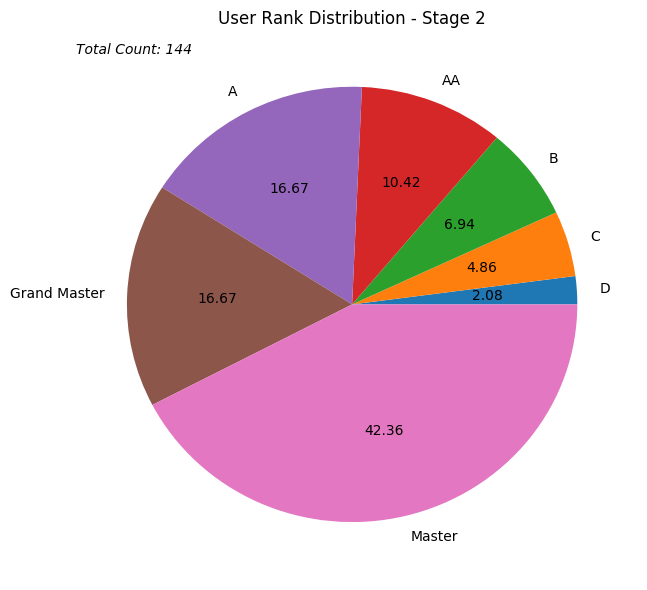 User Rank Distribution - Stage 2
Total Count: 144
AA
A
B
16.67
10.42
6.94
C
4.86
D
2.08
Grand Master
16.67
42.36
Master